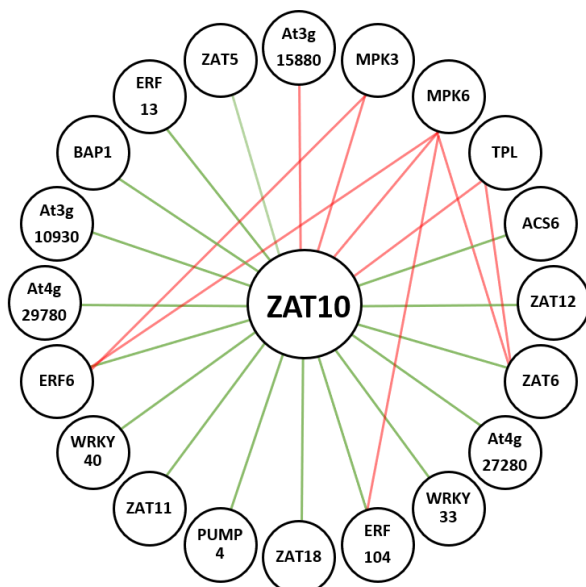 At3g
15880
MPK3
MPK6
TPL
ACS6
ZAT12
ZAT6
At4g
27280
WRKY
33
ERF
104
ZAT18
PUMP
4
ZAT11
WRKY
40
ERF6
At4g
29780
At3g
10930
BAP1
ERF
13
ZAT5
ZAT10